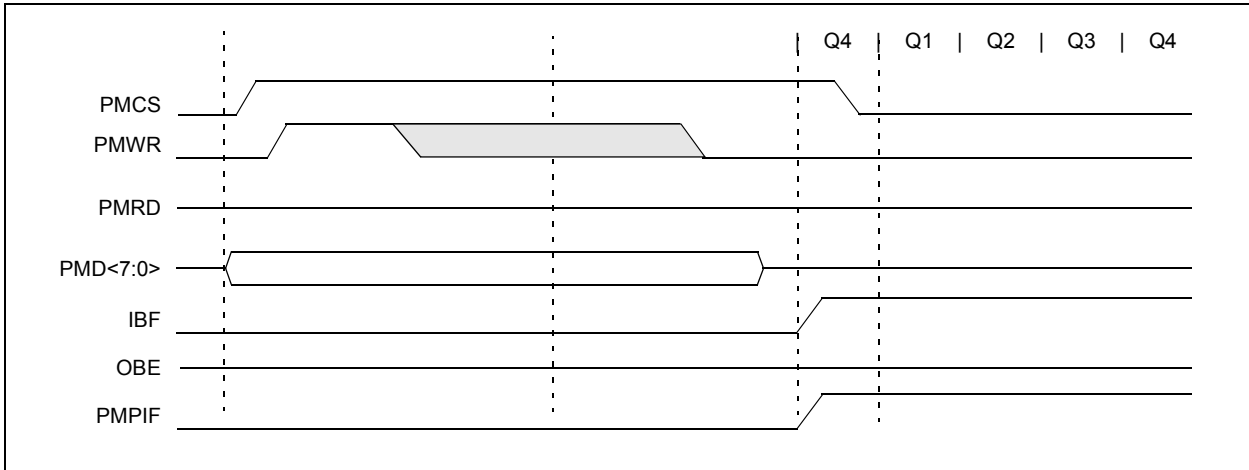 | Q4 | Q1 | Q2 | Q3 | Q4
PMCS
PMWR
PMRD
PMD<7:0>
IBF
OBE
PMPIF